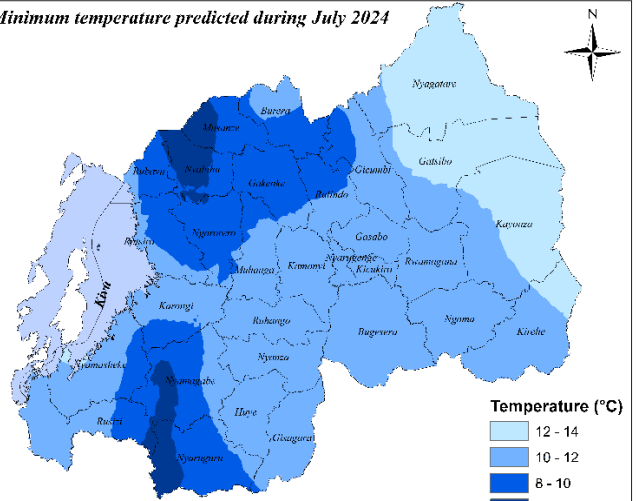 Minimum temperature predicted during July 2024
N
Nyagatare
Burera
Musanze
Gatsibo
Rubavu
Nyabihu
Gakenke
Gicumbi
Rulindo
Kayonza
Rutsiro
Ngororero
Gasabo
Nyarugenge
Rwamagana
Muhanga
Kamonyi
Kicukiro
Kivu
Karongi
Ruhango
Bugesera
Ngoma
Kirehe
Nyamasheke
Nyanza
Nyamagabe
Rusizi
Huye
Gisagara
Nyaruguru
Temperature (°C)
12 - 14
10 - 12
8 - 10